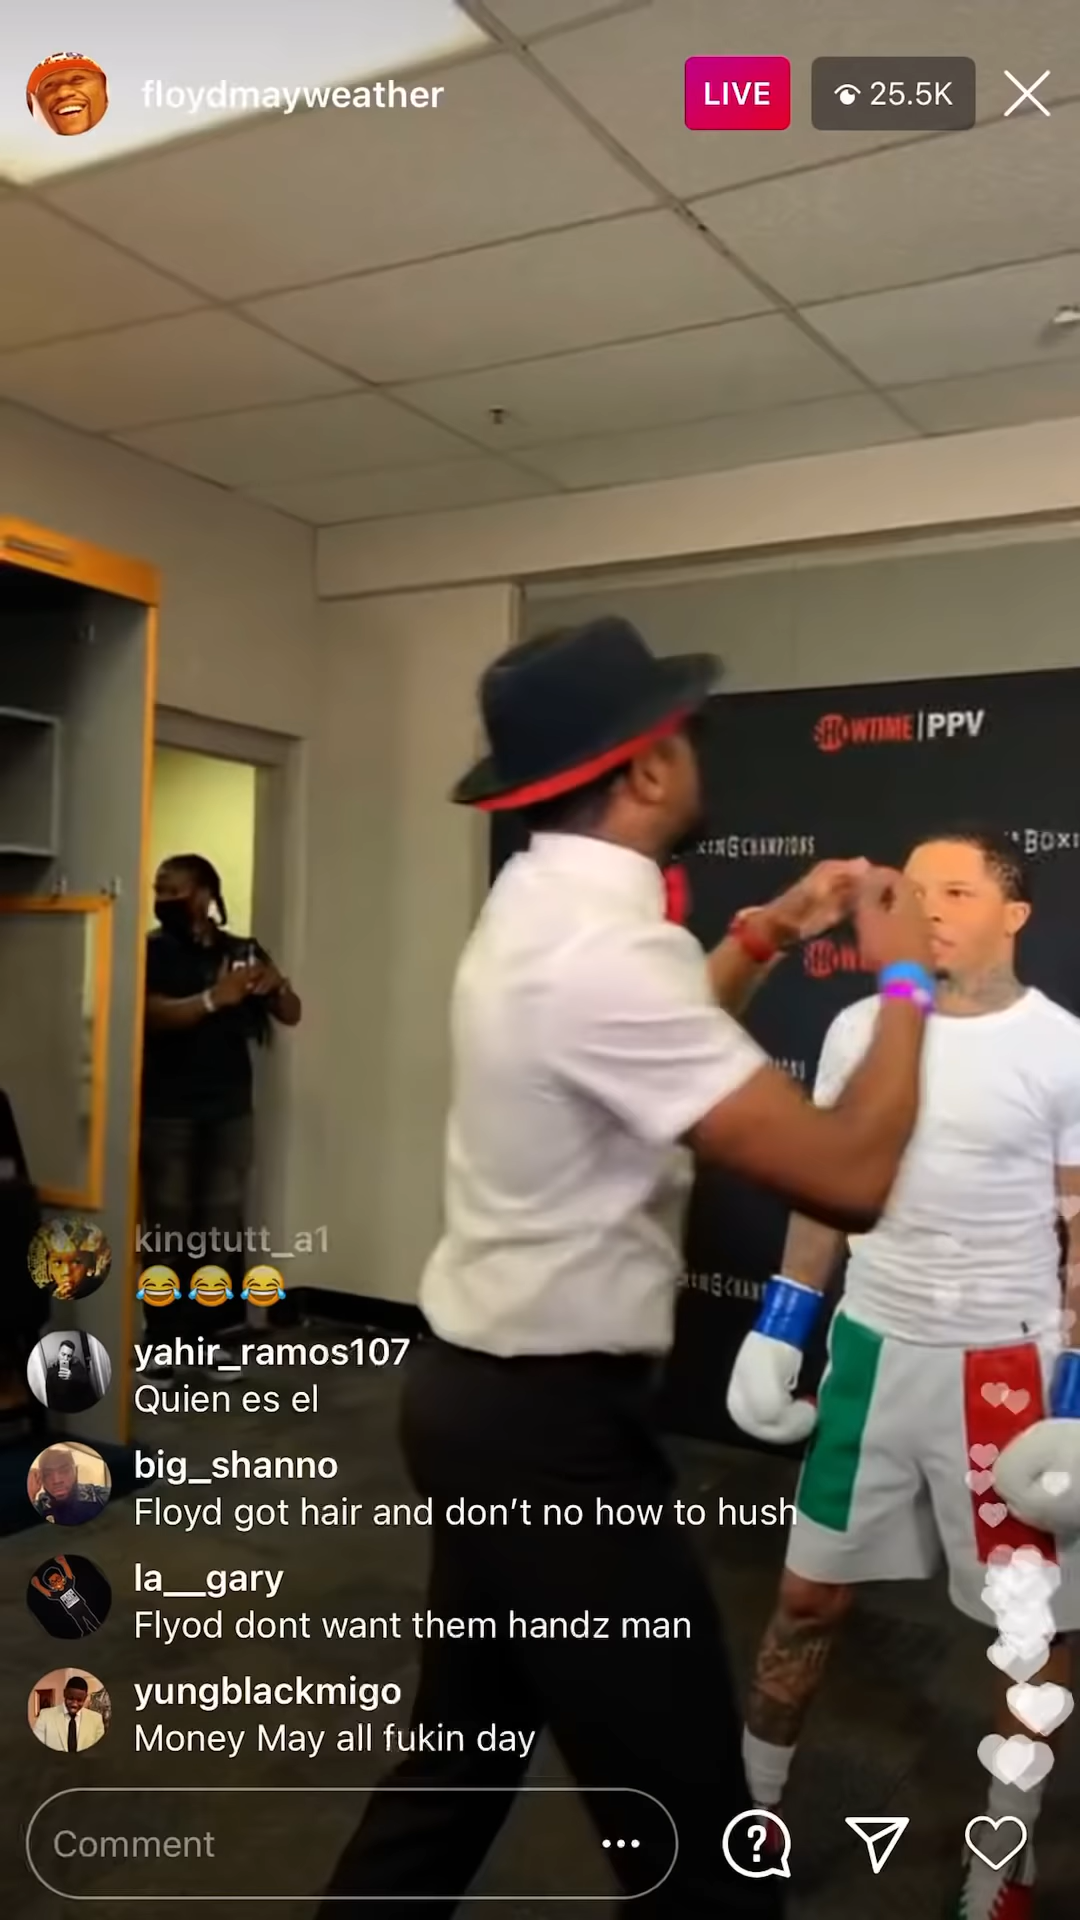 floydmayweather
LIVE
25.5K
SHOWTIME | PPV
BOXI
kingtutt_a1
😂😂😂
yahir_ramos107
Quien es el
big_shanno
Floyd got hair and don’t no how to hush
la__gary
Flyod dont want them handz man
yungblackmigo
Money May all fukin day
Comment